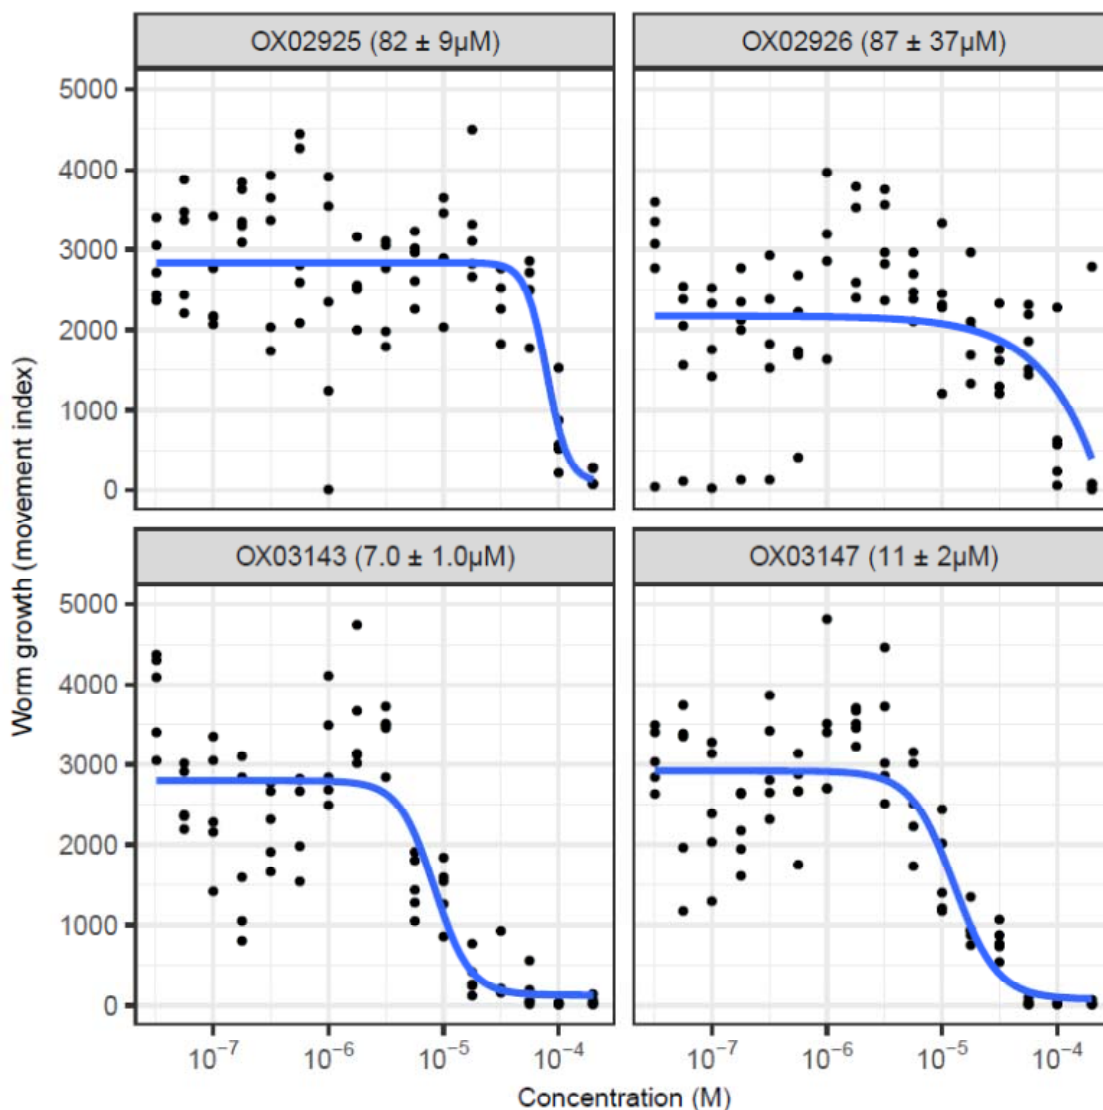 OX02925 (82 ± 9µM)
OX02926 (87 ± 37µM)
5000
4000
3000
2000
1000
0
OX03143 (7.0 ± 1.0µM)
OX03147 (11 ± 2µM)
5000
4000
3000
2000
1000
0
Worm growth (movement index)
10⁻⁷ 10⁻⁶ 10⁻⁵ 10⁻⁴
10⁻⁷ 10⁻⁶ 10⁻⁵ 10⁻⁴
Concentration (M)